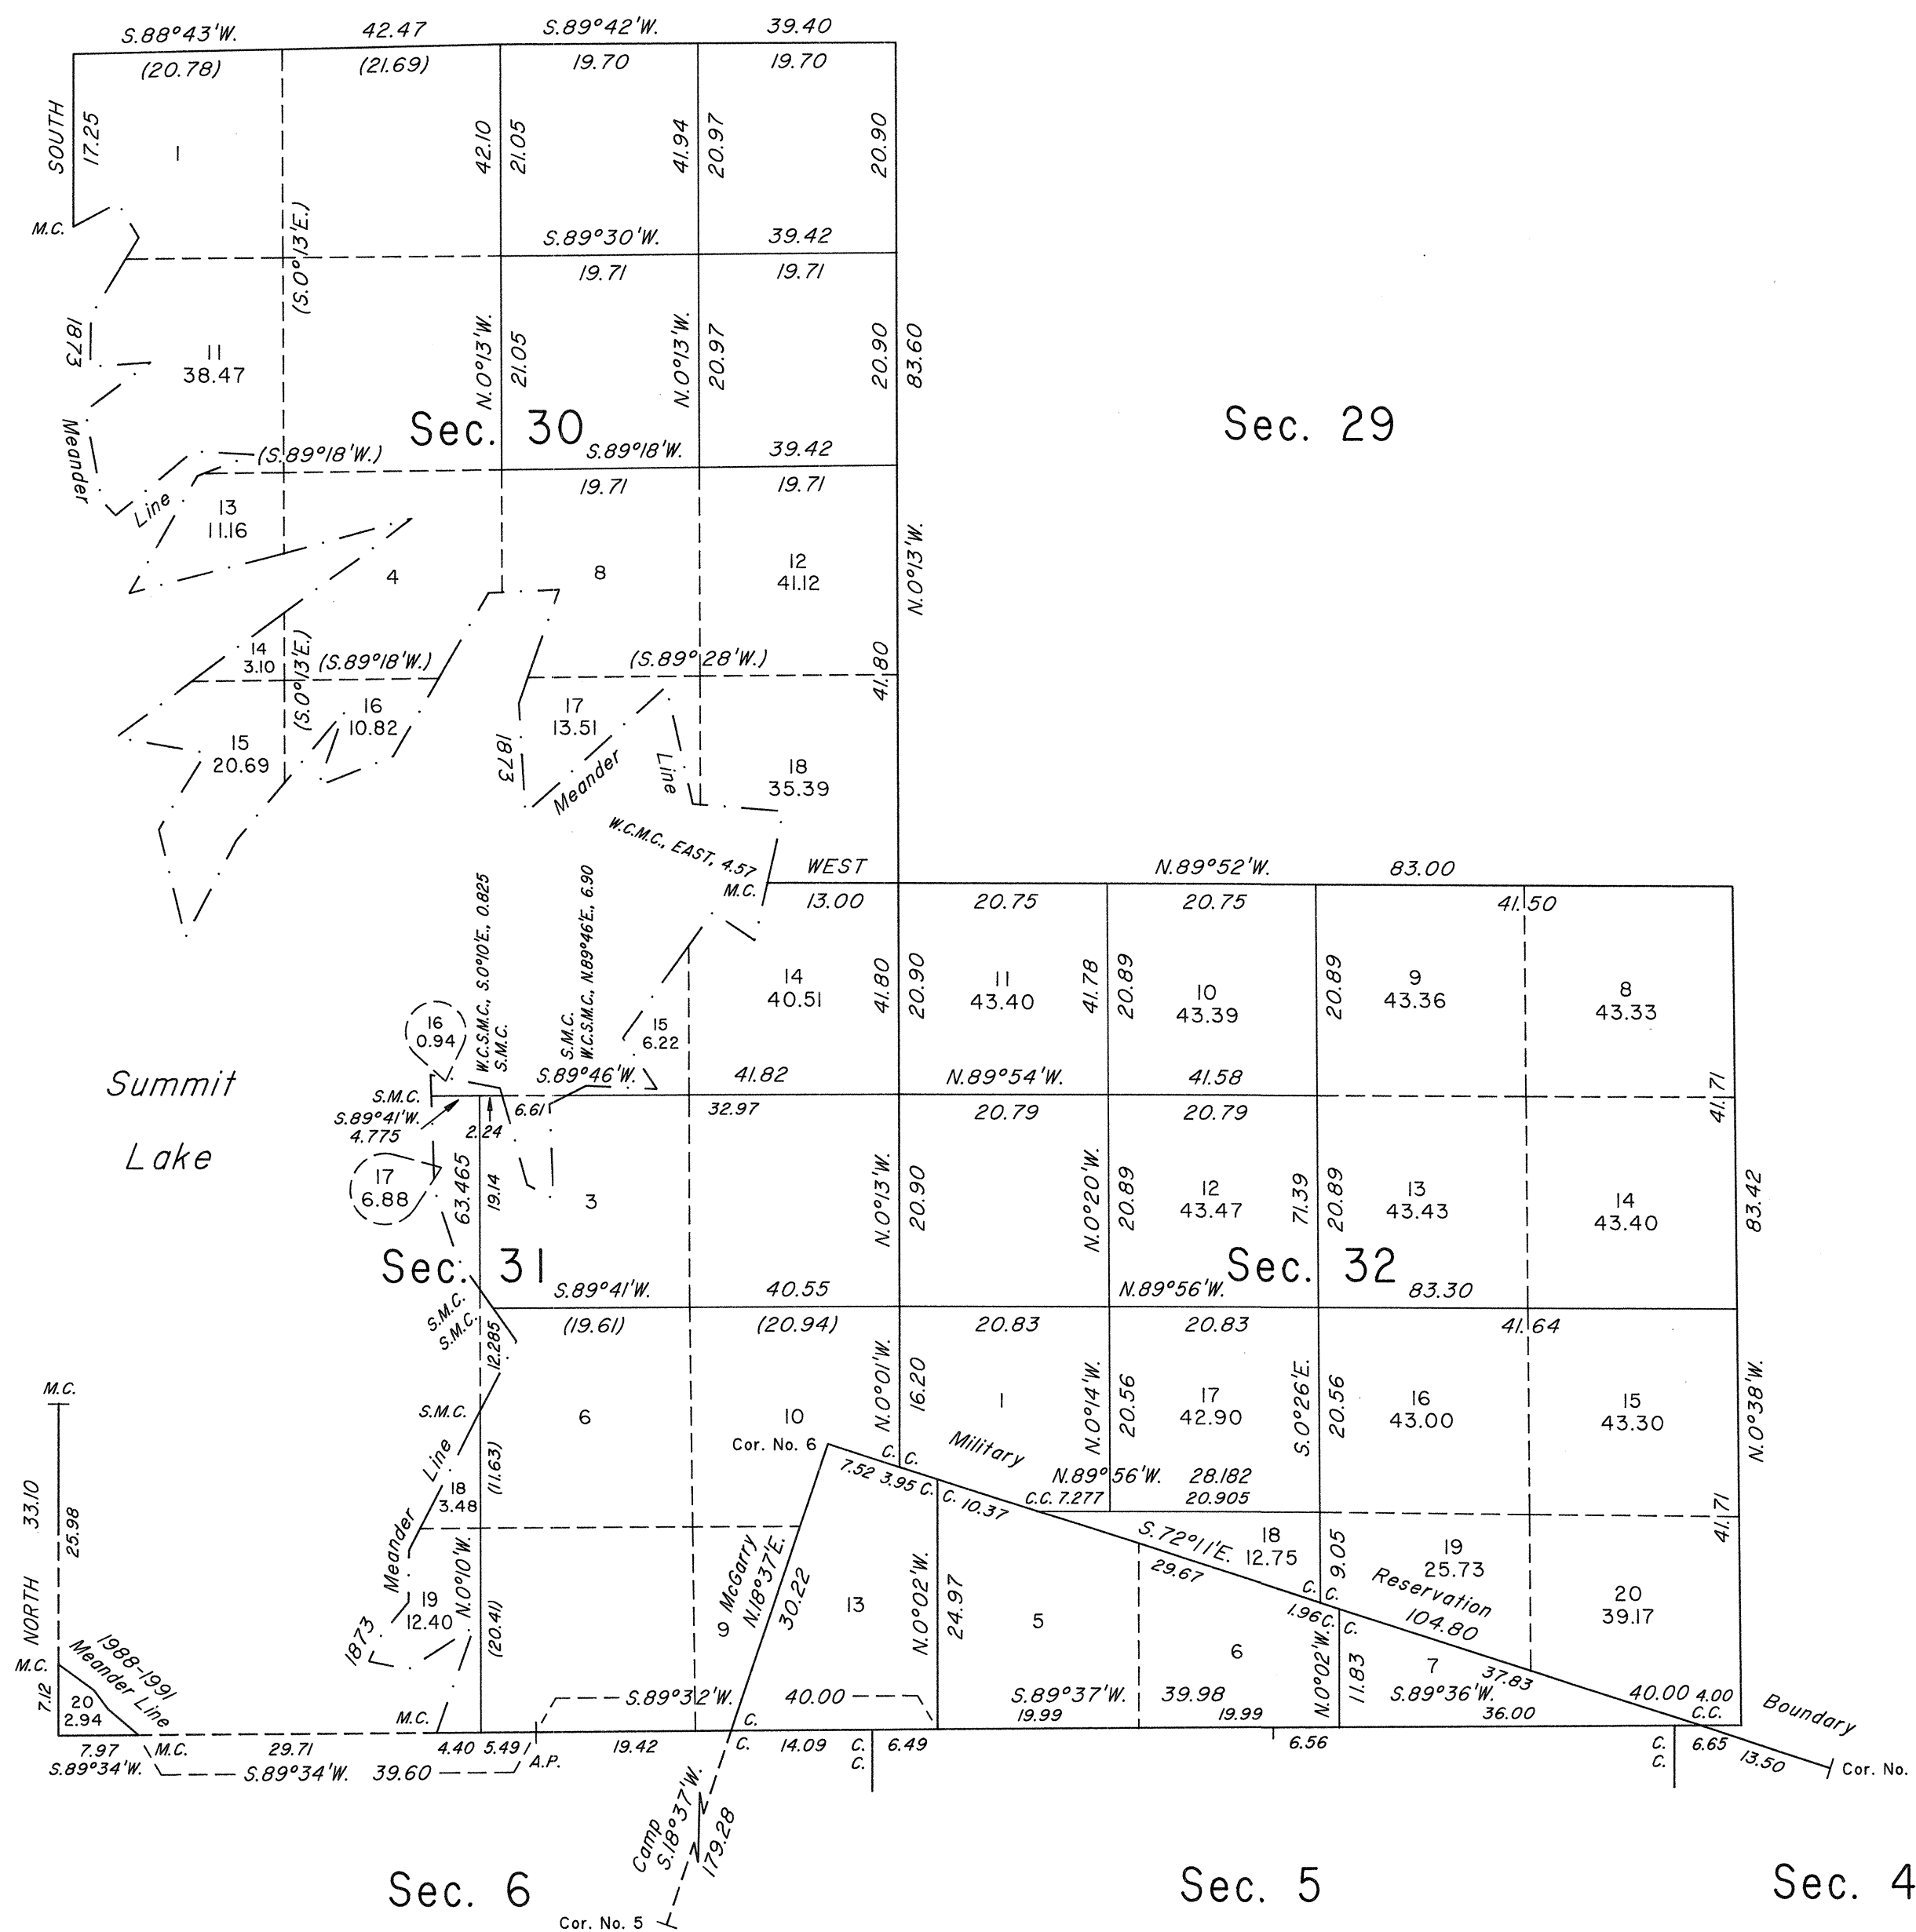 S.88°43'W. 42.47 S.89°42'W. 39.40
(20.78) (21.69) 19.70 19.70
SOUTH 17.25 1 42.10 21.05 41.94 20.97 20.90
M.C.
(S.0°13'E.)
S.89°30'W. 39.42
19.71 19.71
1873
11
38.47
N.0°13'W. 21.05 N.0°13'W. 20.97 20.90 83.60
Meander
Line
Sec. 30
Sec. 29
(S.89°18'W.) S.89°18'W. 39.42
19.71 19.71
13
11.16
4
8
12
41.12
N.0°13'W.
14
3.10
(S.0°13'E.)
(S.89°18'W.) (S.89°28'W.)
41.80
15
20.69
16
10.82
17
13.51
1873
Meander
Line
18
35.39
W.C.M.C., EAST, 4.57
M.C.
WEST N.89°52'W. 83.00
13.00 20.75 20.75 41.50
W.C.S.M.C., S.0°10'E., 0.825
S.M.C.
S.M.C.
W.C.S.M.C., N.89°46'E., 6.90
14
40.51
41.80 20.90
11
43.40
41.78 20.89
10
43.39
20.89
9
43.36
8
43.33
16
0.94
15
6.22
Summit
Lake
S.M.C.
S.89°46'W. 41.82 N.89°54'W. 41.58
S.89°41'W.
4.775
2.24 6.61 32.97 20.79 20.79
41.71
17
6.88
63.465 19.14
3
N.0°13'W. 20.90 N.0°20'W. 20.89
12
43.47
71.39 20.89
13
43.43
14
43.40
83.42
Sec. 31
Sec. 32
S.89°41'W. 40.55 N.89°56'W. 83.30
S.M.C.
S.M.C.
12.285
(19.61) (20.94) 20.83 20.83 41.64
M.C.
S.M.C.
6
10
N.0°01'W. 16.20
1
N.0°14'W. 20.56
17
42.90
S.0°26'E. 20.56
16
43.00
15
43.30
N.0°38'W.
Cor. No. 6
C. C.
Military
7.52 3.95 C. C. 10.37
N.89°56'W. 28.182
C.C. 7.277 20.905
Line
(11.63)
18
3.48
NORTH 33.10 25.98
Meander
1873
N.0°10'W.
19
12.40
(20.41)
9
McGarry
N.18°37'E.
30.22
13
N.0°02'W. 24.97
5
S.72°11'E.
29.67
18
12.75
9.05
C. C.
19
25.73
41.71
Reservation
104.80
1.96 C. C.
20
39.17
6
N.0°02'W. 11.83
7
37.83
M.C.
7.12
20
2.94
1988-1991
Meander Line
M.C.
S.89°32'W. 40.00 S.89°37'W. 39.98 S.89°36'W. 40.00 4.00
C. 19.99 19.99 36.00 C.C.
Boundary
7.97 M.C. 29.71 4.40 5.49 A.P. 19.42 C. 14.09 C. 6.49 6.56 C. 6.65 13.50
C. C.
S.89°34'W. S.89°34'W. 39.60
Cor. No.
Camp
S.18°37'W.
179.28
Sec. 6 Sec. 5 Sec. 4
Cor. No. 5